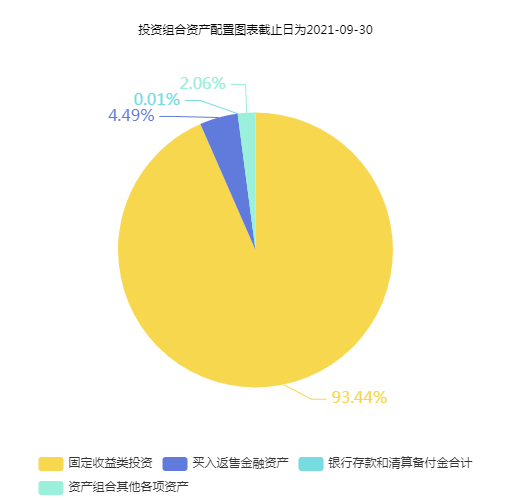 投资组合资产配置图表截止日为2021-09-30
2.06%
0.01%
4.49%
93.44%
固定收益类投资 买入返售金融资产 银行存款和清算备付金合计
资产组合其他各项资产